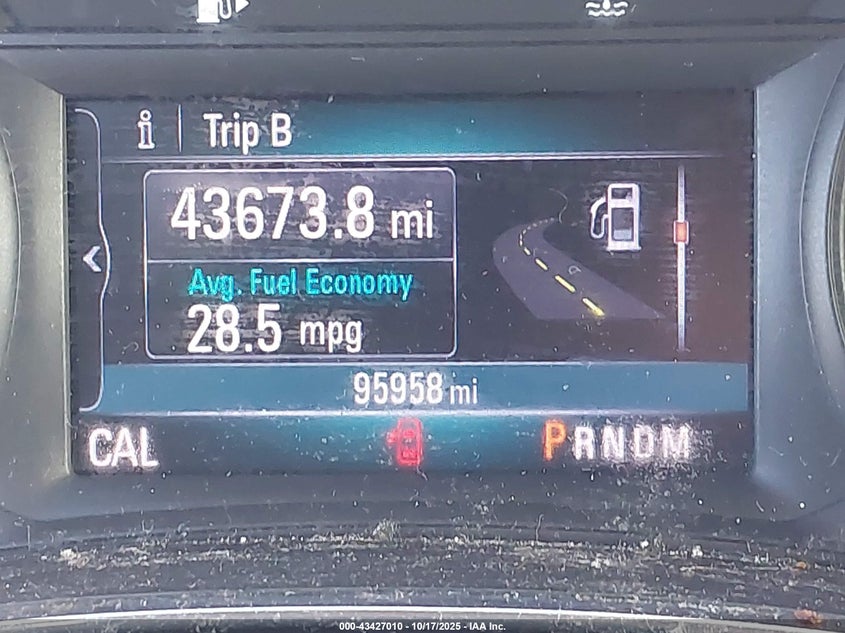 i Trip B
43673.8 mi
Avg. Fuel Economy
28.5 mpg
95958 mi
CAL PRNDM
000-43427010 - 10/17/2025 - IAA Inc.